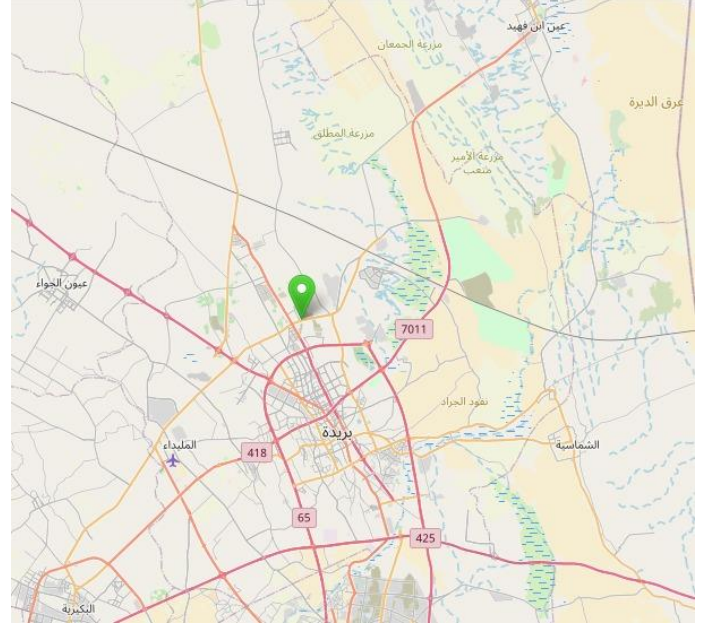 عين ابن فهيد
مزرعة الجمعان
عرق الديرة
مزرعة المطلق
مزرعة الأمير
متعب
عيون الجواء
7011
نفود الجراد
بريدة
المليداء
418
الشماسية
65
425
البكيرية